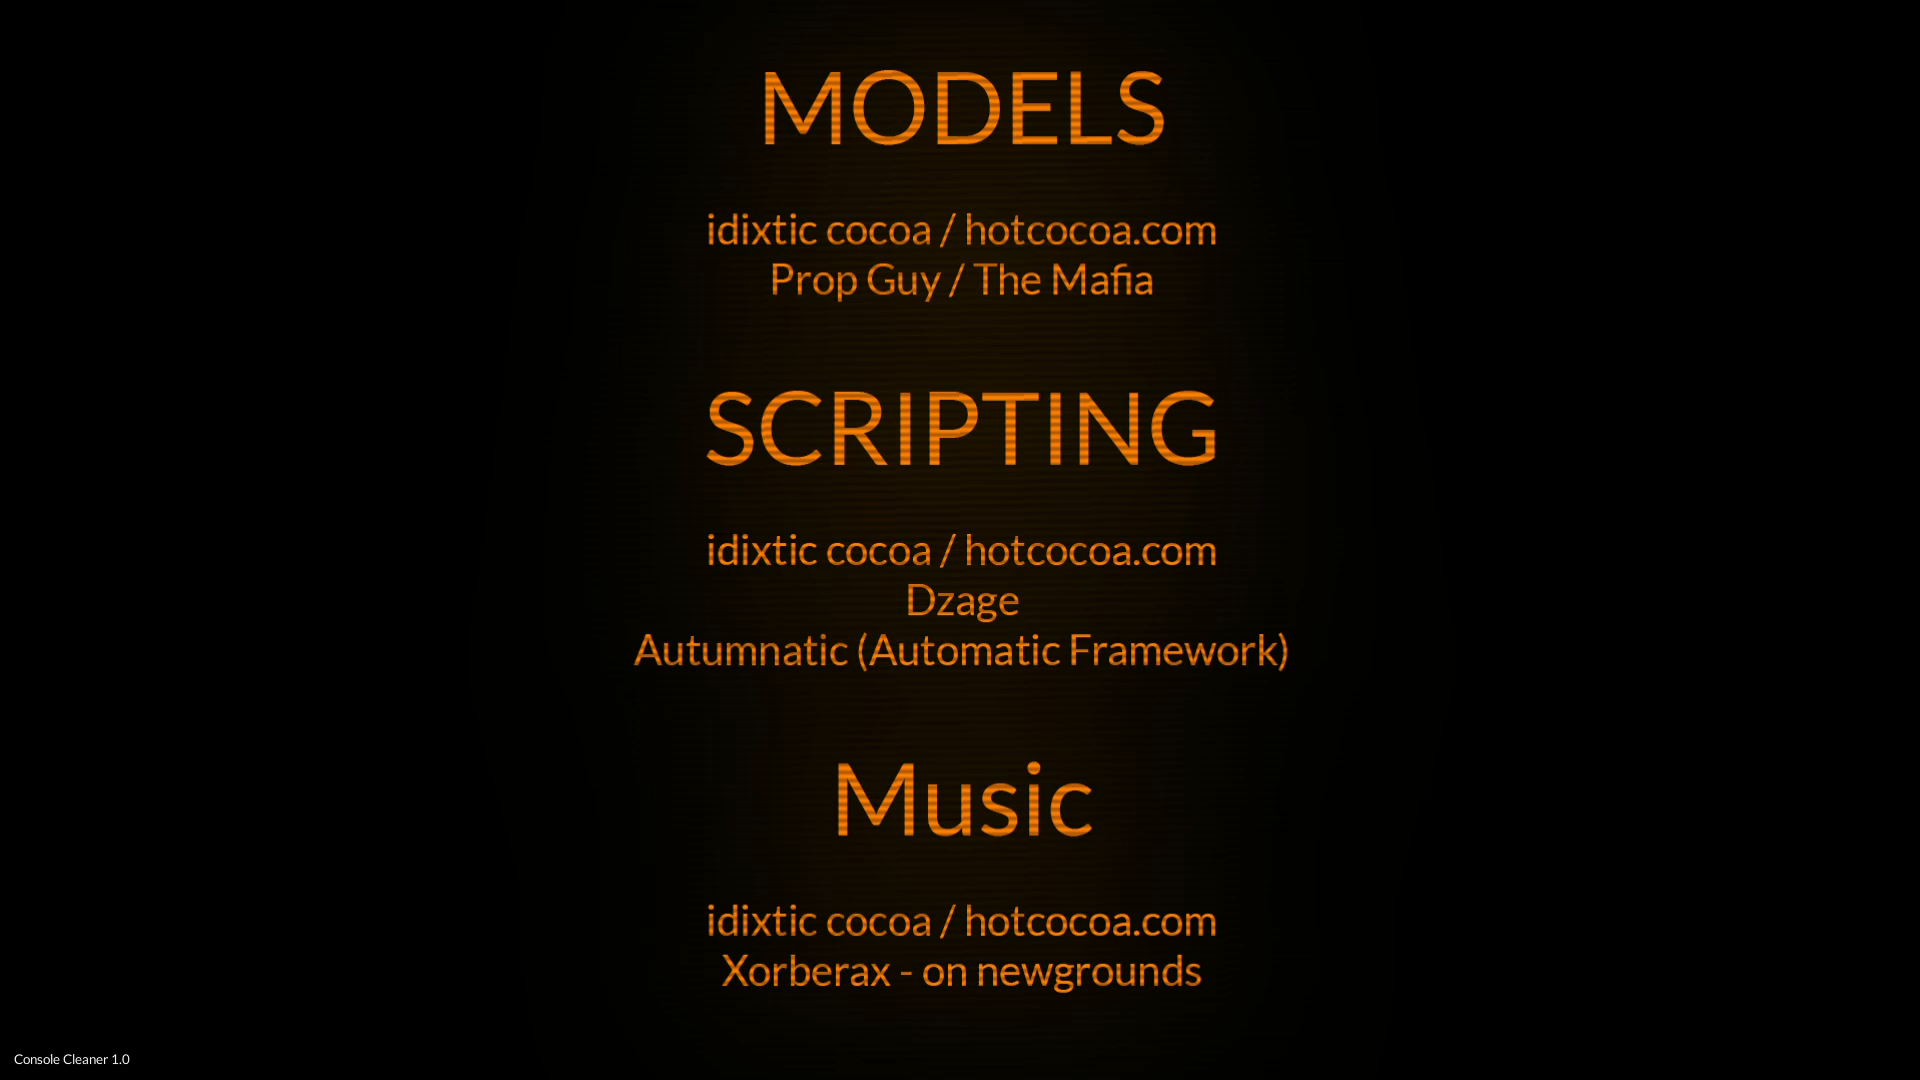 MODELS
idixtic cocoa / hotcocoa.com
Prop Guy / The Mafia
SCRIPTING
idixtic cocoa / hotcocoa.com
Dzage
Autumnatic (Automatic Framework)
Music
idixtic cocoa / hotcocoa.com
Xorberax - on newgrounds
Console Cleaner 1.0